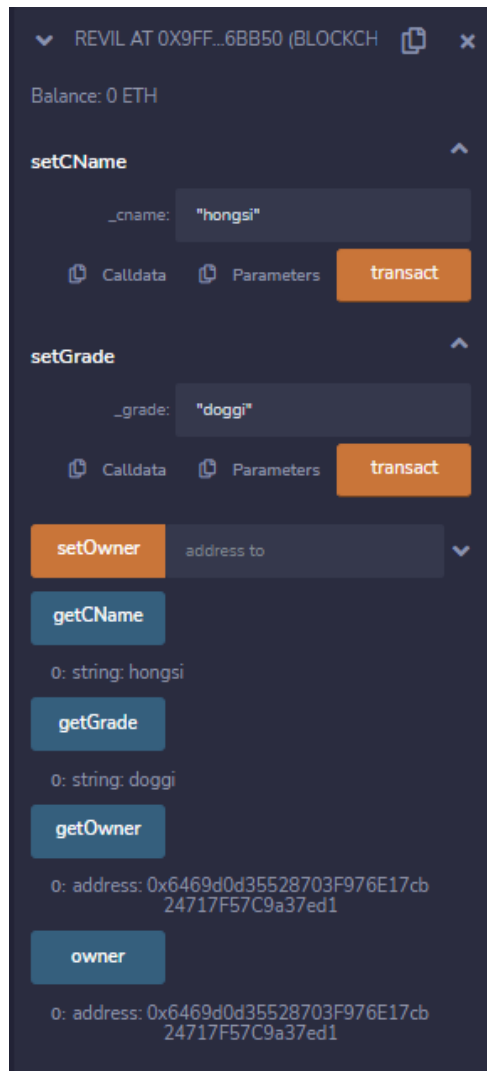 REVIL AT 0X9FF...6BB50 (BLOCKCH
Balance: 0 ETH
setCName
_cname: "hongsi"
Calldata Parameters transact
setGrade
_grade: "doggi"
Calldata Parameters transact
setOwner address to
getCName
0: string: hongsi
getGrade
0: string: doggi
getOwner
0: address: 0x6469d0d35528703F976E17cb
24717F57C9a37ed1
owner
0: address: 0x6469d0d35528703F976E17cb
24717F57C9a37ed1